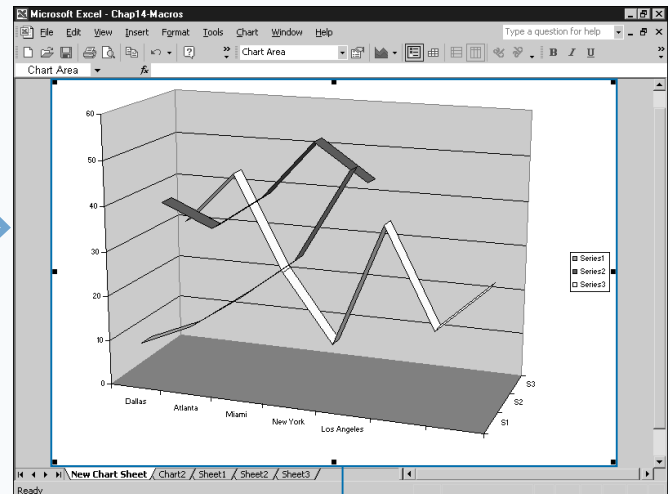 Microsoft Excel - Chap14-Macros
File Edit View Insert Format Tools Chart Window Help Type a question for help
Chart Area B I U
Chart Area fx
60
50
40
30
20
10
0
Dallas
Atlanta
Miami
New York
Los Angeles
S1
S2
S3
Series1
Series2
Series3
New Chart Sheet / Chart2 / Sheet1 / Sheet2 / Sheet3 /
Ready